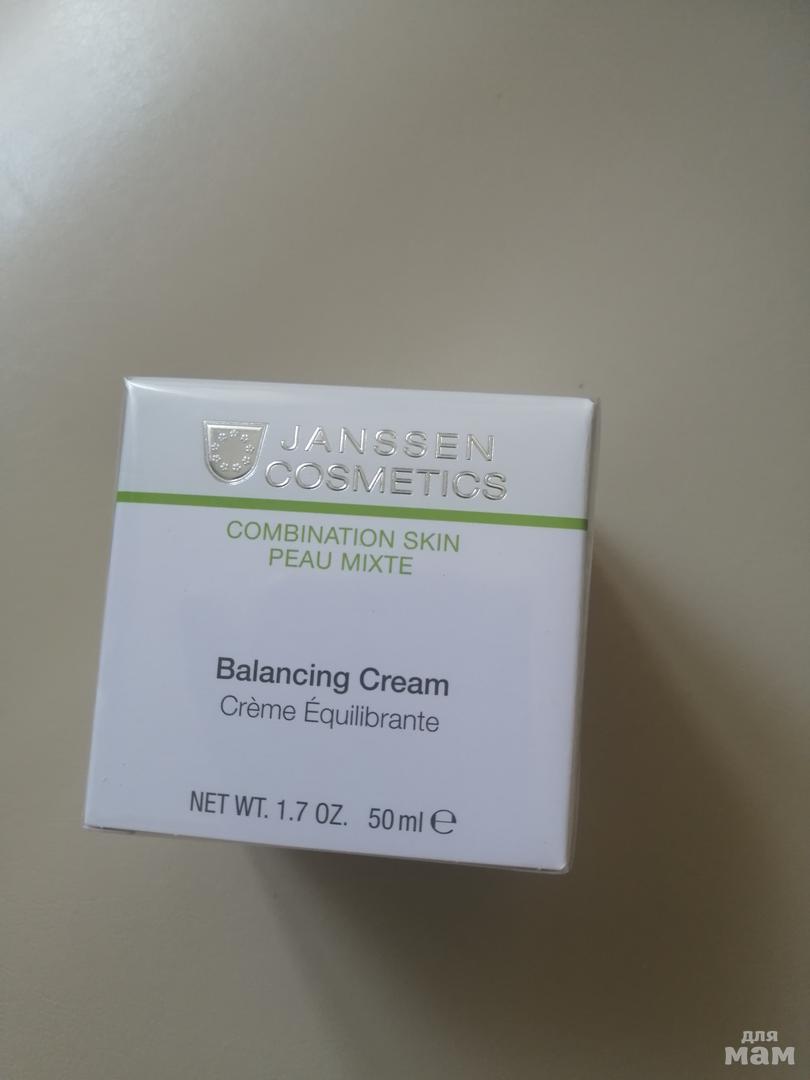 JANSSEN
COSMETICS
COMBINATION SKIN
PEAU MIXTE
Balancing Cream
Crème Équilibrante
NET WT. 1.7 OZ. 50 ml ℮
для
мам